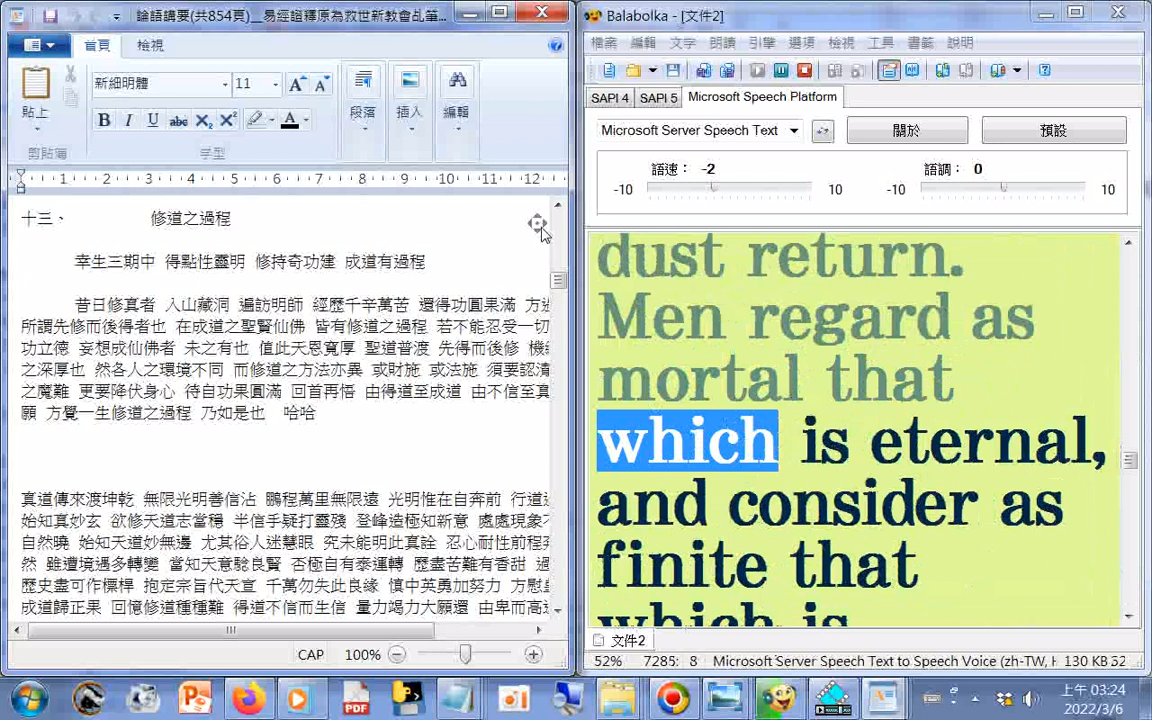 論語講要(共854頁)__易經證釋原為救世新教會乩筆...
首頁 檢視
貼上
新細明體 11
段落 插入 編輯
剪貼簿 字型
1 2 3 4 5 6 7 8 9 10 11 12
十三、 修道之過程
幸生三期中 得點性靈明 修持奇功建 成道有過程
昔日修真者 入山藏洞 遍訪明師 經歷千辛萬苦 還得功圓果滿 方
所謂先修而後得者也 在成道之聖賢仙佛 皆有修道之過程 若不能忍受一切
功立德 妄想成仙佛者 未之有也 值此天恩寬厚 聖道普渡 先得而後修 機
之深厚也 然各人之環境不同 而修道之方法亦異 或財施 或法施 須要認清
之魔難 更要降伏身心 待自功果圓滿 回首再悟 由得道至成道 由不信至真
願 方覺一生修道之過程 乃如是也 哈哈
真道傳來渡坤乾 無限光明善信沾 鵬程萬里無限遠 光明惟在自奔前 行道
始知真妙玄 欲修天道志當穩 半信乎疑打靈殘 登峰造極知新意 處處現象
自然曉 始知天道妙無邊 尤其俗人迷慧眼 究未能明此真詮 忍心耐性前程
然 雖遭境遇多轉變 當知天意驗良賢 否極自有泰運轉 歷盡苦難有香甜 過
歷史盡可作標桿 抱定宗旨代天宣 千萬勿失此良緣 慎中英勇加努力 方慰
成道歸正果 回憶修道種種難 得道不信而生信 量力竭力大願還 由卑而高
CAP 100%
Balabolka - [文件2]
檔案 編輯 文字 朗讀 引擎 選項 檢視 工具 書籤 說明
SAPI 4 SAPI 5 Microsoft Speech Platform
Microsoft Server Speech Text 關於 預設
語速： -2 語調： 0
-10 10 -10 10
dust return.
Men regard as
mortal that
which is eternal,
and consider as
finite that
which is
文件2
52% 7285: 8 Microsoft Server Speech Text to Speech Voice (zh-TW, H 130 KB
上午 03:24
2022/3/6